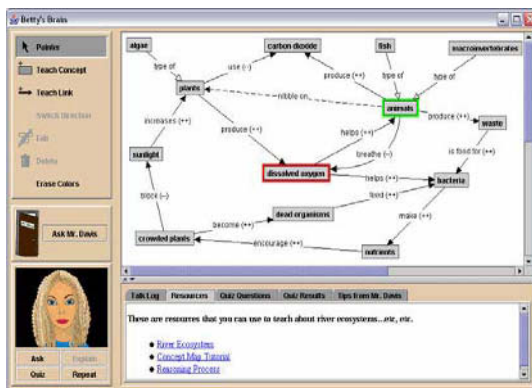 Betty's Brain
Pointer
Teach Concept
Teach Link
Switch Direction
Edit
Delete
Erase Colors
Ask Mr. Davis
Ask
Explain
Quiz
Repeat
algae
carbon dioxide
fish
macroinvertebrates
type of
use (--)
produce (++)
type of
type of
plants
nibble on
animals
produce (++)
waste
increases (++)
produce (++)
helps (++)
breathe (--)
is food for (++)
sunlight
dissolved oxygen
helps (++)
bacteria
block (--)
food (++)
dead organisms
become (++)
make (++)
crowded plants
encourage (++)
nutrients
Talk Log
Resources
Quiz Questions
Quiz Results
Tips from Mr. Davis
These are resources that you can use to teach about river ecosystems...etc, etc.
River Ecosystem
Concept Map Tutorial
Reasoning Process